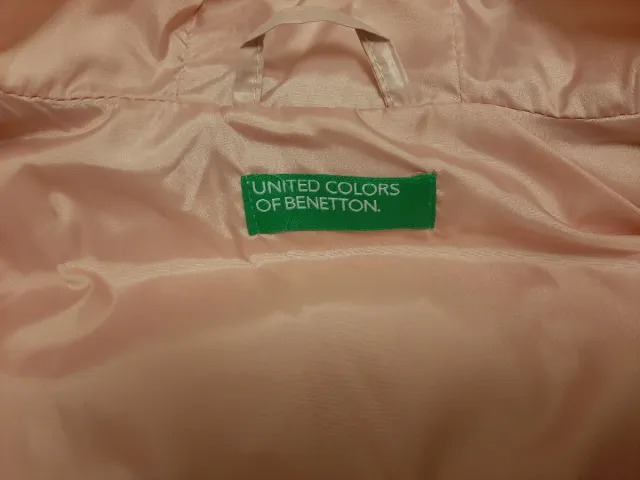 UNITED COLORS
OF BENETTON.